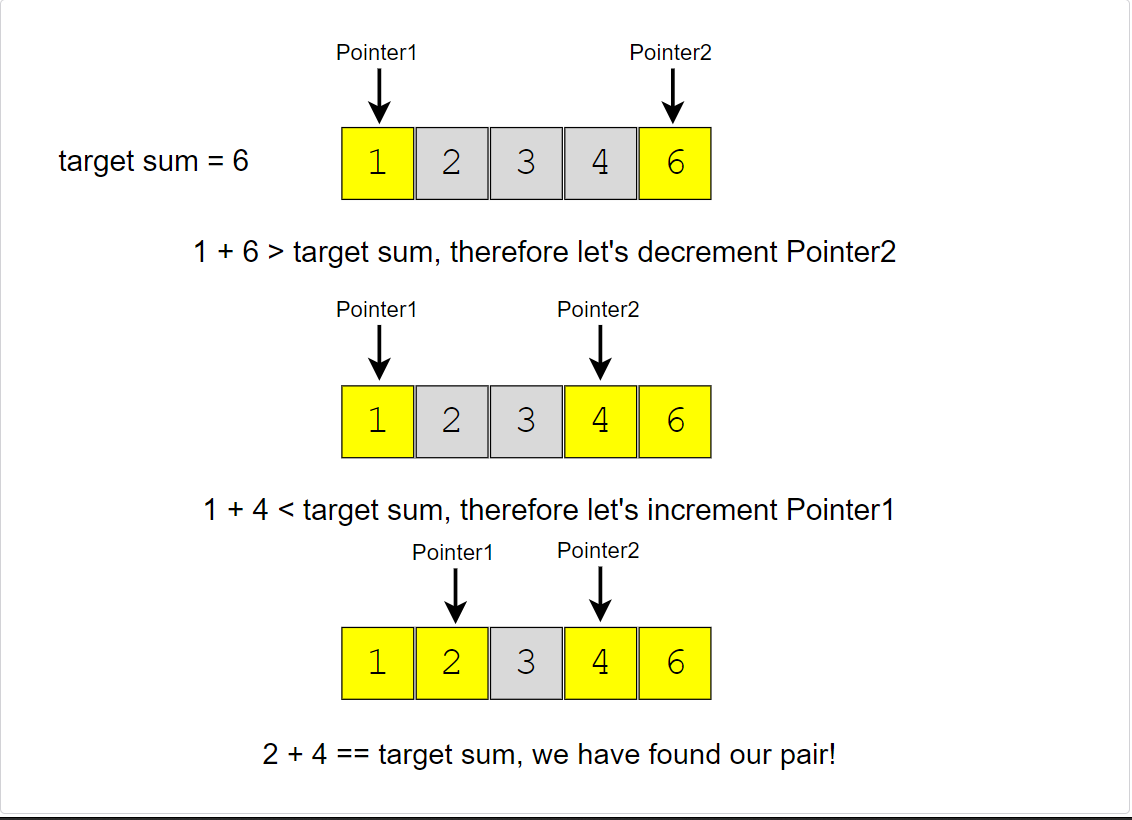 Pointer1 Pointer2
target sum = 6
1 2 3 4 6
1 + 6 > target sum, therefore let's decrement Pointer2
Pointer1 Pointer2
1 2 3 4 6
1 + 4 < target sum, therefore let's increment Pointer1
Pointer1 Pointer2
1 2 3 4 6
2 + 4 == target sum, we have found our pair!